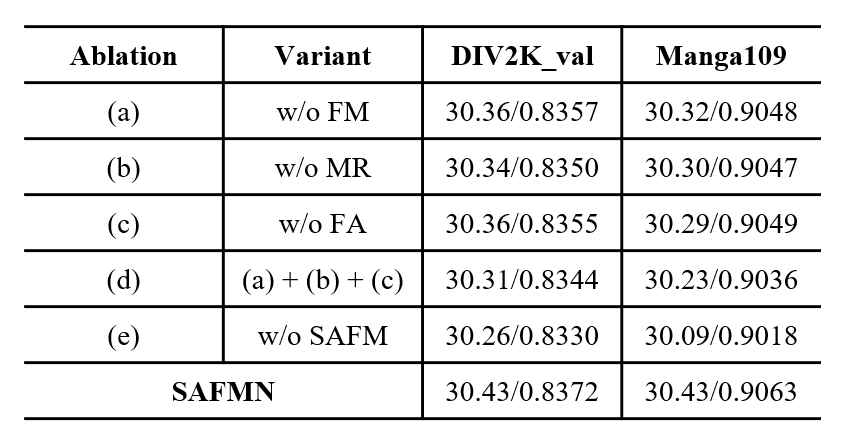 Ablation Variant DIV2K_val Manga109
(a) w/o FM 30.36/0.8357 30.32/0.9048
(b) w/o MR 30.34/0.8350 30.30/0.9047
(c) w/o FA 30.36/0.8355 30.29/0.9049
(d) (a) + (b) + (c) 30.31/0.8344 30.23/0.9036
(e) w/o SAFM 30.26/0.8330 30.09/0.9018
SAFMN 30.43/0.8372 30.43/0.9063